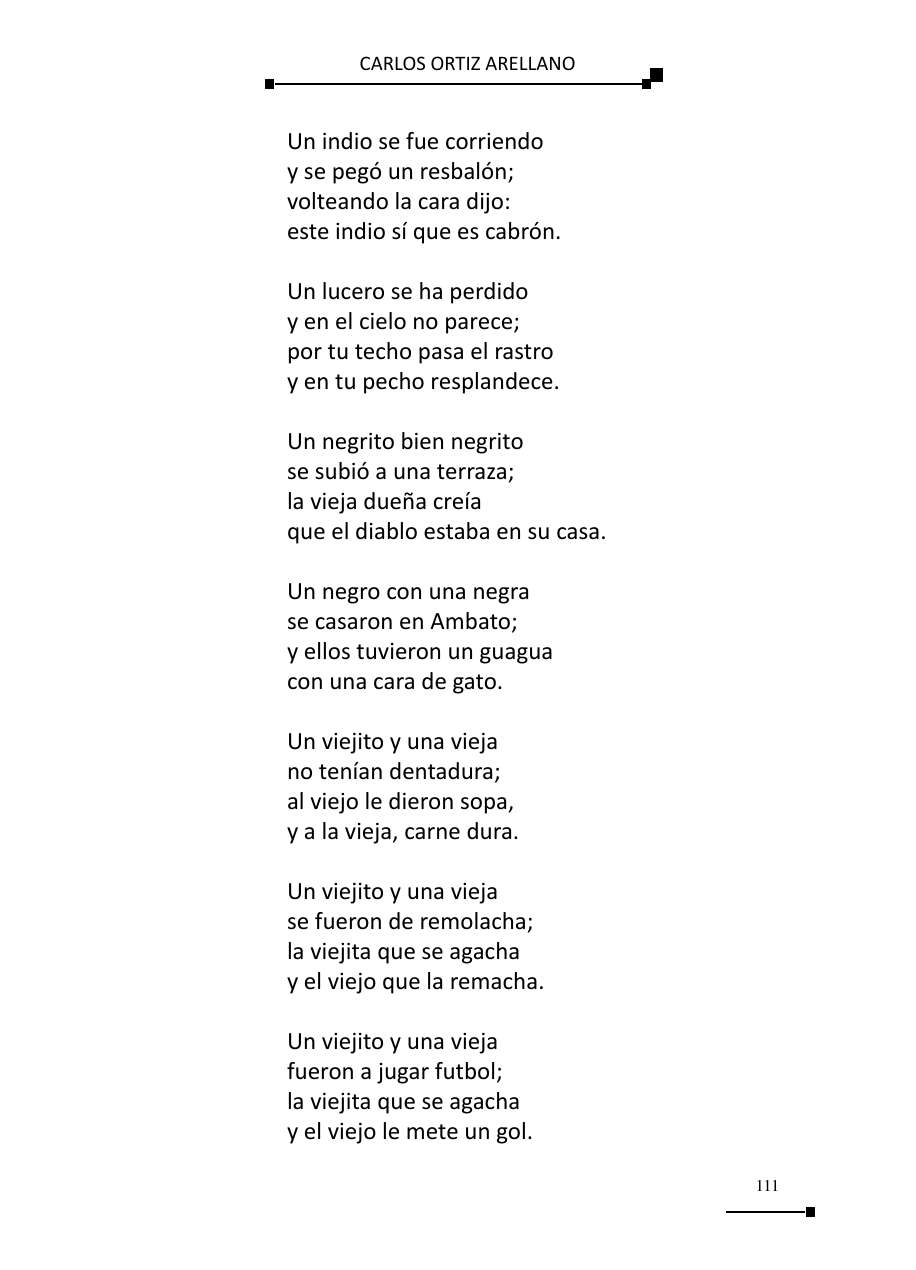 CARLOS ORTIZ ARELLANO
Un indio se fue corriendo
y se pegó un resbalón;
volteando la cara dijo:
este indio sí que es cabrón.
Un lucero se ha perdido
y en el cielo no parece;
por tu techo pasa el rastro
y en tu pecho resplandece.
Un negrito bien negrito
se subió a una terraza;
la vieja dueña creía
que el diablo estaba en su casa.
Un negro con una negra
se casaron en Ambato;
y ellos tuvieron un guagua
con una cara de gato.
Un viejito y una vieja
no tenían dentadura;
al viejo le dieron sopa,
y a la vieja, carne dura.
Un viejito y una vieja
se fueron de remolacha;
la viejita que se agacha
y el viejo que la remacha.
Un viejito y una vieja
fueron a jugar futbol;
la viejita que se agacha
y el viejo le mete un gol.
111